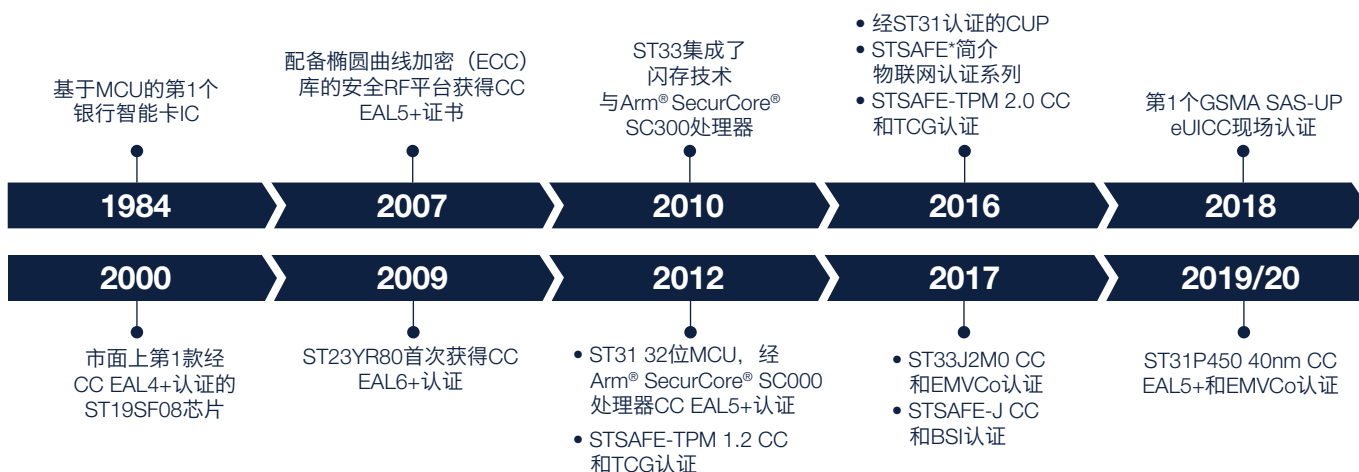 基于MCU的第1个
银行智能卡IC
配备椭圆曲线加密（ECC）
库的安全RF平台获得CC
EAL5+证书
ST33集成了
闪存技术
与Arm® SecurCore®
SC300处理器
• 经ST31认证的CUP
• STSAFE*简介
物联网认证系列
• STSAFE-TPM 2.0 CC
和TCG认证
第1个GSMA SAS-UP
eUICC现场认证
1984
2007
2010
2016
2018
2000
2009
2012
2017
2019/20
市面上第1款经
CC EAL4+认证的
ST19SF08芯片
ST23YR80首次获得CC
EAL6+认证
• ST31 32位MCU，经
Arm® SecurCore® SC000
处理器CC EAL5+认证
• STSAFE-TPM 1.2 CC
和TCG认证
• ST33J2M0 CC
和EMVCo认证
• STSAFE-J CC
和BSI认证
ST31P450 40nm CC
EAL5+和EMVCo认证